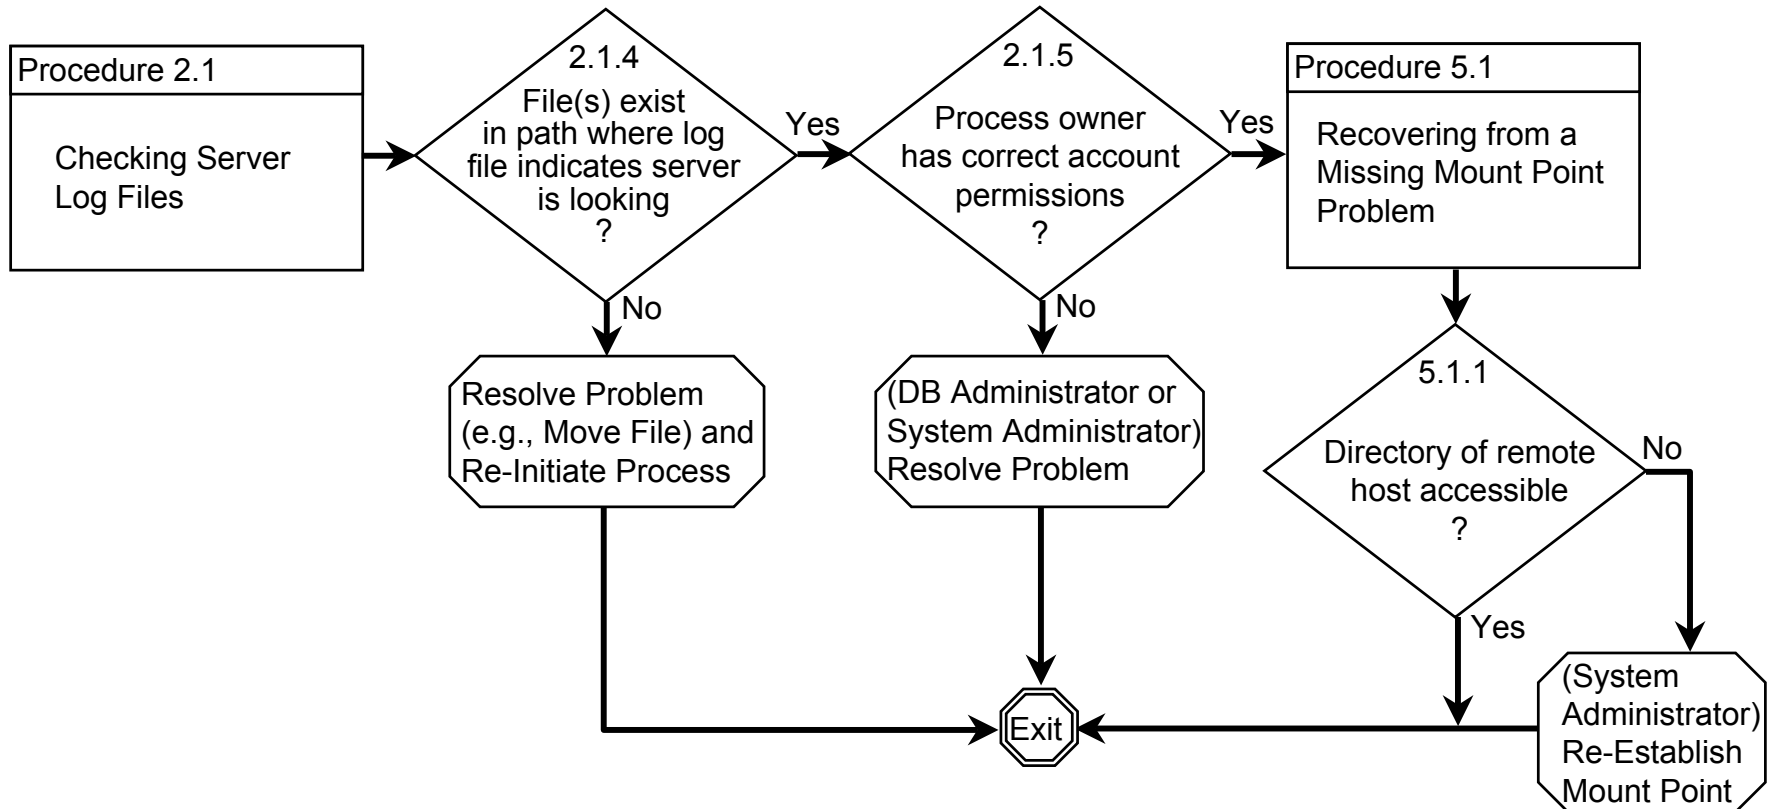 Procedure 2.1
Checking Server
Log Files
2.1.4
File(s) exist
in path where log
file indicates server
is looking
?
Yes
No
2.1.5
Process owner
has correct account
permissions
?
Yes
No
Procedure 5.1
Recovering from a
Missing Mount Point
Problem
Resolve Problem
(e.g., Move File) and
Re-Initiate Process
(DB Administrator or
System Administrator)
Resolve Problem
5.1.1
Directory of remote
host accessible
?
No
Yes
(System
Administrator)
Re-Establish
Mount Point
Exit